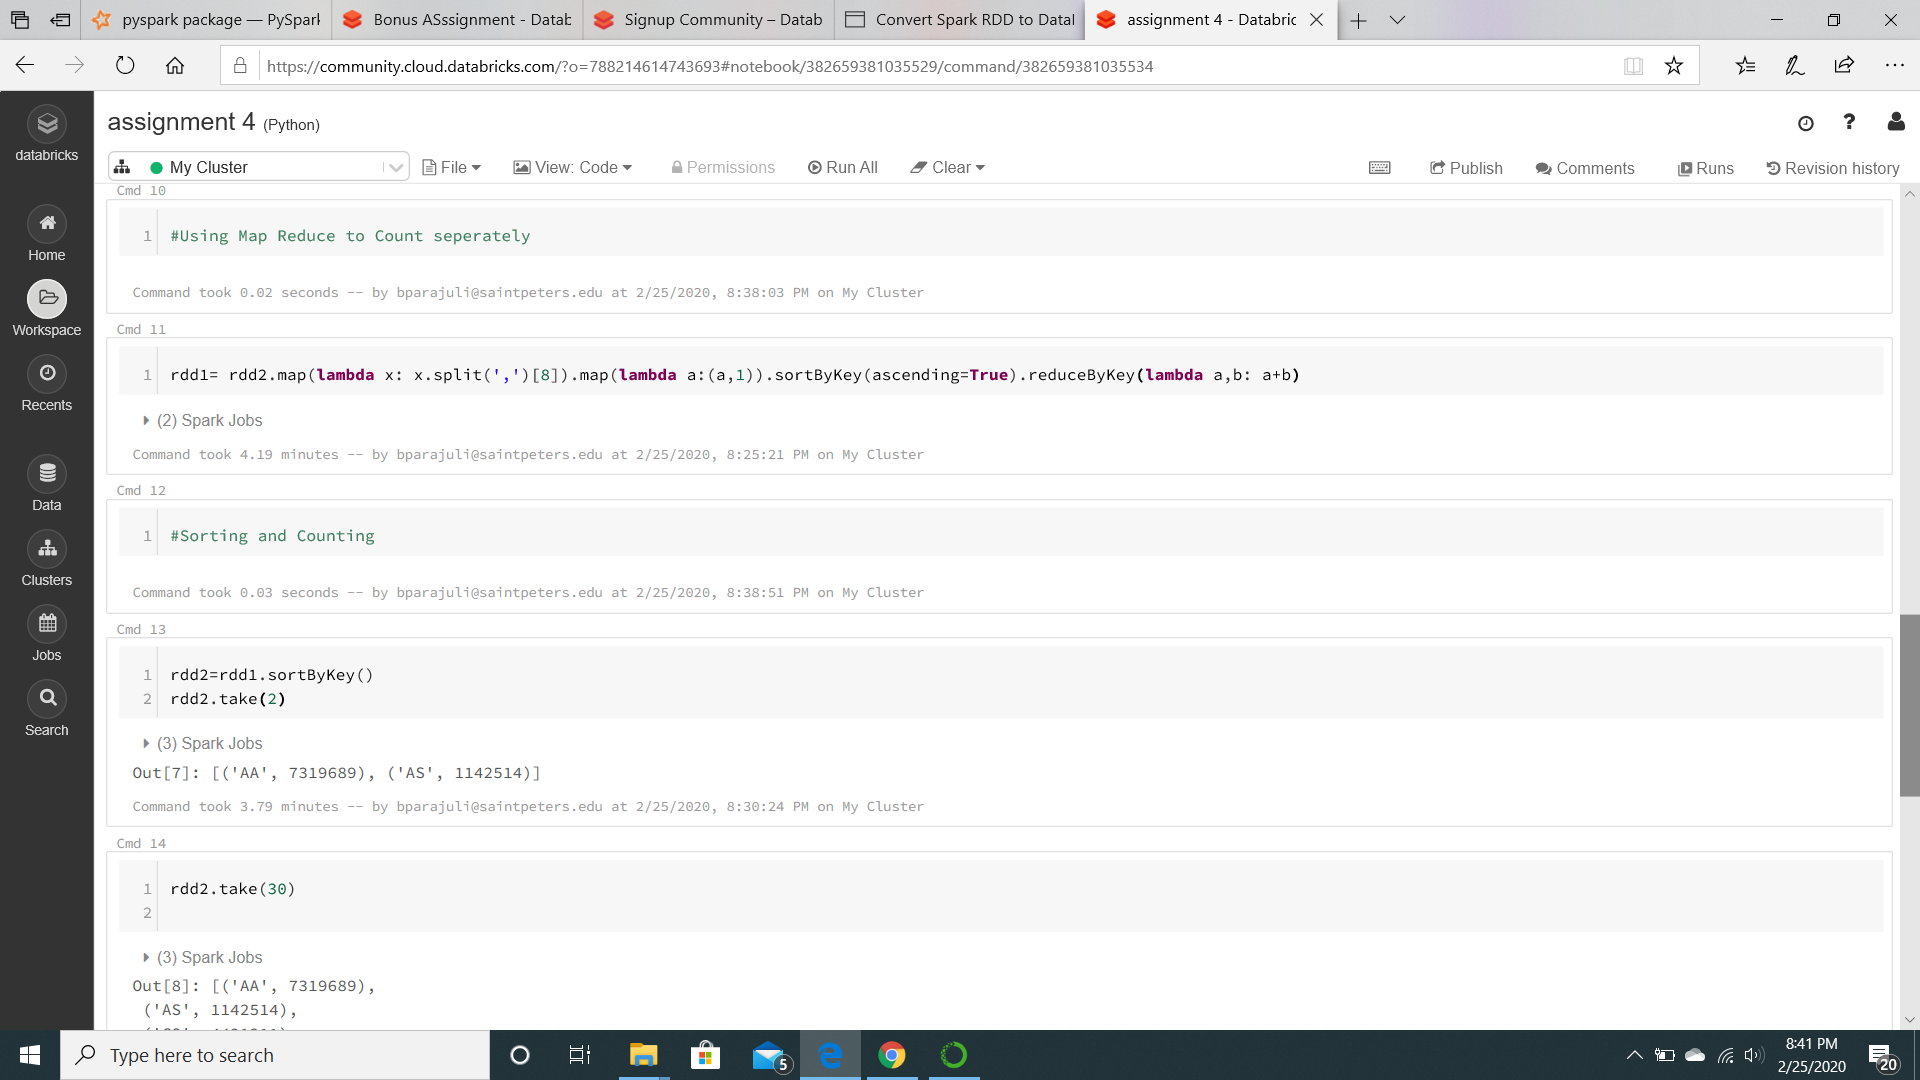 pyspark package — PySpark
Bonus ASssignment - Datab
Signup Community – Datab
Convert Spark RDD to Datal
assignment 4 - Databric
https://community.cloud.databricks.com/?o=788214614743693#notebook/382659381035529/command/382659381035534
databricks
Home
Workspace
Recents
Data
Clusters
Jobs
Search
assignment 4 (Python)
My Cluster
File
View: Code
Permissions
Run All
Clear
Publish
Comments
Runs
Revision history
Cmd 10
1 #Using Map Reduce to Count seperately
Command took 0.02 seconds -- by bparajuli@saintpeters.edu at 2/25/2020, 8:38:03 PM on My Cluster
Cmd 11
1 rdd1= rdd2.map(lambda x: x.split(',')[8]).map(lambda a:(a,1)).sortByKey(ascending=True).reduceByKey(lambda a,b: a+b)
(2) Spark Jobs
Command took 4.19 minutes -- by bparajuli@saintpeters.edu at 2/25/2020, 8:25:21 PM on My Cluster
Cmd 12
1 #Sorting and Counting
Command took 0.03 seconds -- by bparajuli@saintpeters.edu at 2/25/2020, 8:38:51 PM on My Cluster
Cmd 13
1 rdd2=rdd1.sortByKey()
2 rdd2.take(2)
(3) Spark Jobs
Out[7]: [('AA', 7319689), ('AS', 1142514)]
Command took 3.79 minutes -- by bparajuli@saintpeters.edu at 2/25/2020, 8:30:24 PM on My Cluster
Cmd 14
1 rdd2.take(30)
2
(3) Spark Jobs
Out[8]: [('AA', 7319689),
('AS', 1142514),
Type here to search
5
8:41 PM
2/25/2020
20